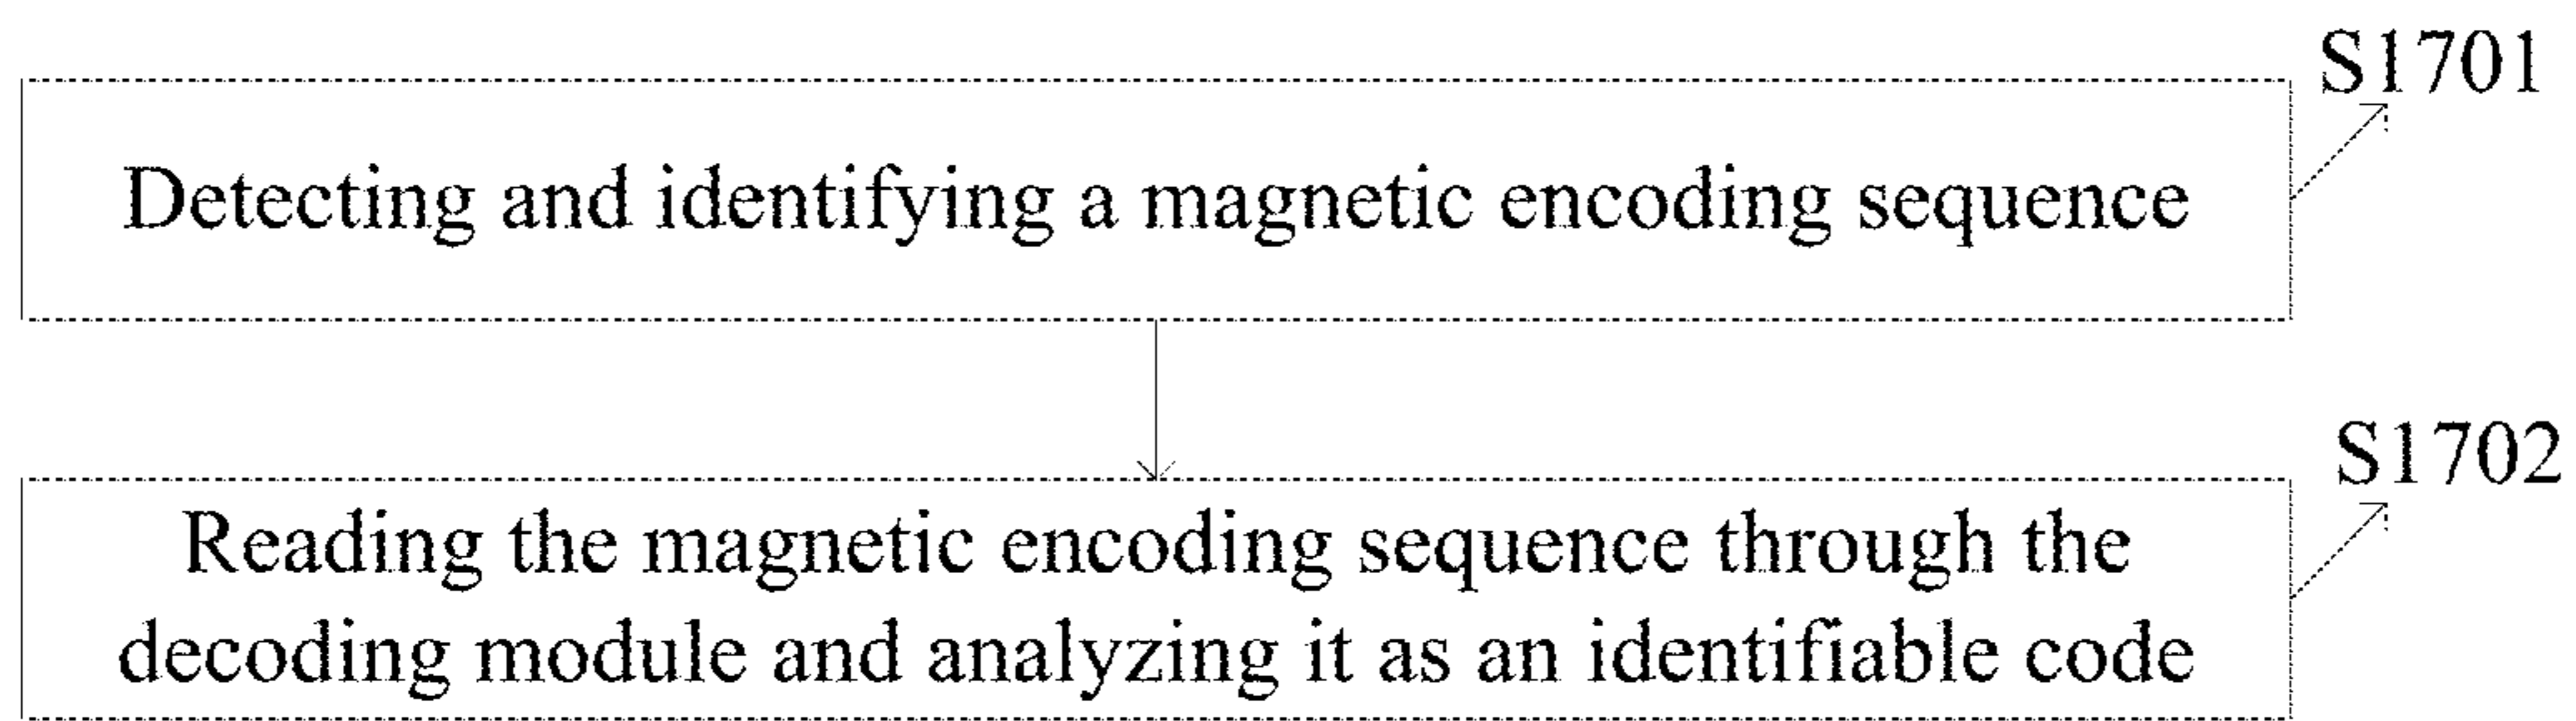 S1701
Detecting and identifying a magnetic encoding sequence
S1702
Reading the magnetic encoding sequence through the
decoding module and analyzing it as an identifiable code